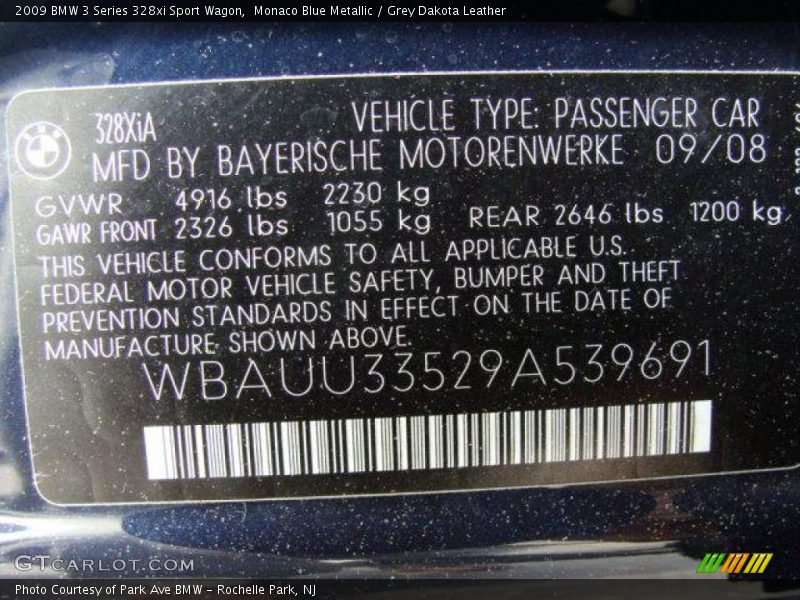 2009 BMW 3 Series 328xi Sport Wagon, Monaco Blue Metallic / Grey Dakota Leather
BMW
328XiA VEHICLE TYPE: PASSENGER CAR
MFD BY BAYERISCHE MOTORENWERKE 09/08
GVWR 4916 lbs 2230 kg
GAWR FRONT 2326 lbs 1055 kg REAR 2646 lbs 1200 kg,
THIS VEHICLE CONFORMS TO ALL APPLICABLE U.S.
FEDERAL MOTOR VEHICLE SAFETY, BUMPER AND THEFT
PREVENTION STANDARDS IN EFFECT ON THE DATE OF
MANUFACTURE SHOWN ABOVE.
WBAUU33529A539691
GTCARLOT.COM
Photo Courtesy of Park Ave BMW - Rochelle Park, NJ